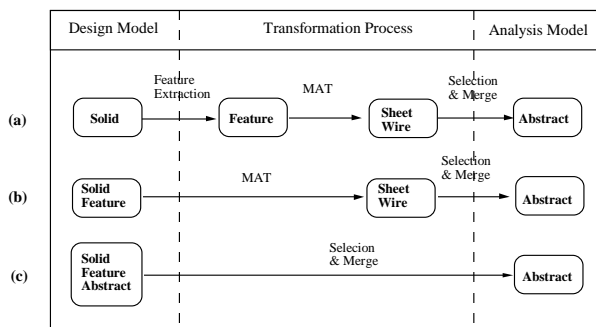 Design Model
Transformation Process
Analysis Model
(a)
Solid
Feature
Extraction
Feature
MAT
Sheet
Wire
Selection
& Merge
Abstract
(b)
Solid
Feature
MAT
Sheet
Wire
Selection
& Merge
Abstract
(c)
Solid
Feature
Abstract
Selecion
& Merge
Abstract